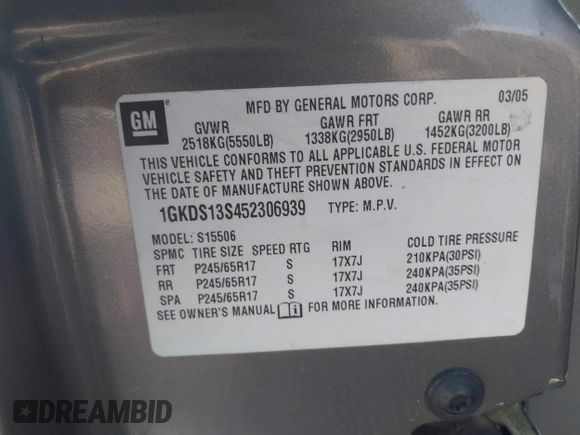 03/05
MFD BY GENERAL MOTORS CORP.
GM
GVWR GAWR FRT GAWR RR
2518KG(5550LB) 1338KG(2950LB) 1452KG(3200LB)
THIS VEHICLE CONFORMS TO ALL APPLICABLE U.S. FEDERAL MOTOR
VEHICLE SAFETY AND THEFT PREVENTION STANDARDS IN EFFECT ON
THE DATE OF MANUFACTURE SHOWN ABOVE.
1GKDS13S452306939 TYPE: M.P.V.
MODEL: S15506
SPMC TIRE SIZE SPEED RTG RIM COLD TIRE PRESSURE
FRT P245/65R17 S 17X7J 210KPA(30PSI)
RR P245/65R17 S 17X7J 240KPA(35PSI)
SPA P245/65R17 S 17X7J 240KPA(35PSI)
SEE OWNER'S MANUAL FOR MORE INFORMATION.
DREAMBID